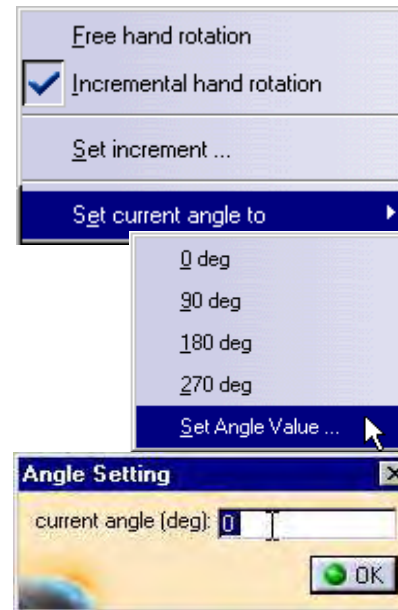 Free hand rotation
Incremental hand rotation
Set increment ...
Set current angle to
0 deg
90 deg
180 deg
270 deg
Set Angle Value ...
Angle Setting
current angle (deg): 0
OK